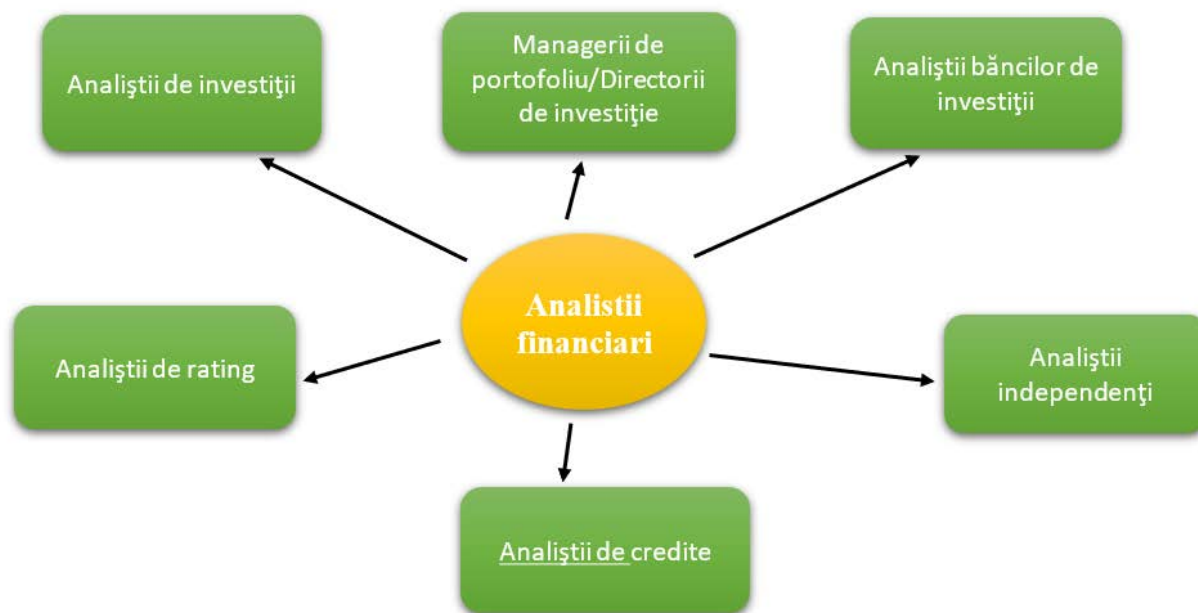 Analiştii de investiţii
Managerii de
portofoliu/Directorii
de investiţie
Analiştii băncilor de
investiţii
Analistii
financiari
Analiştii de rating
Analiştii
independenţi
Analiştii de credite